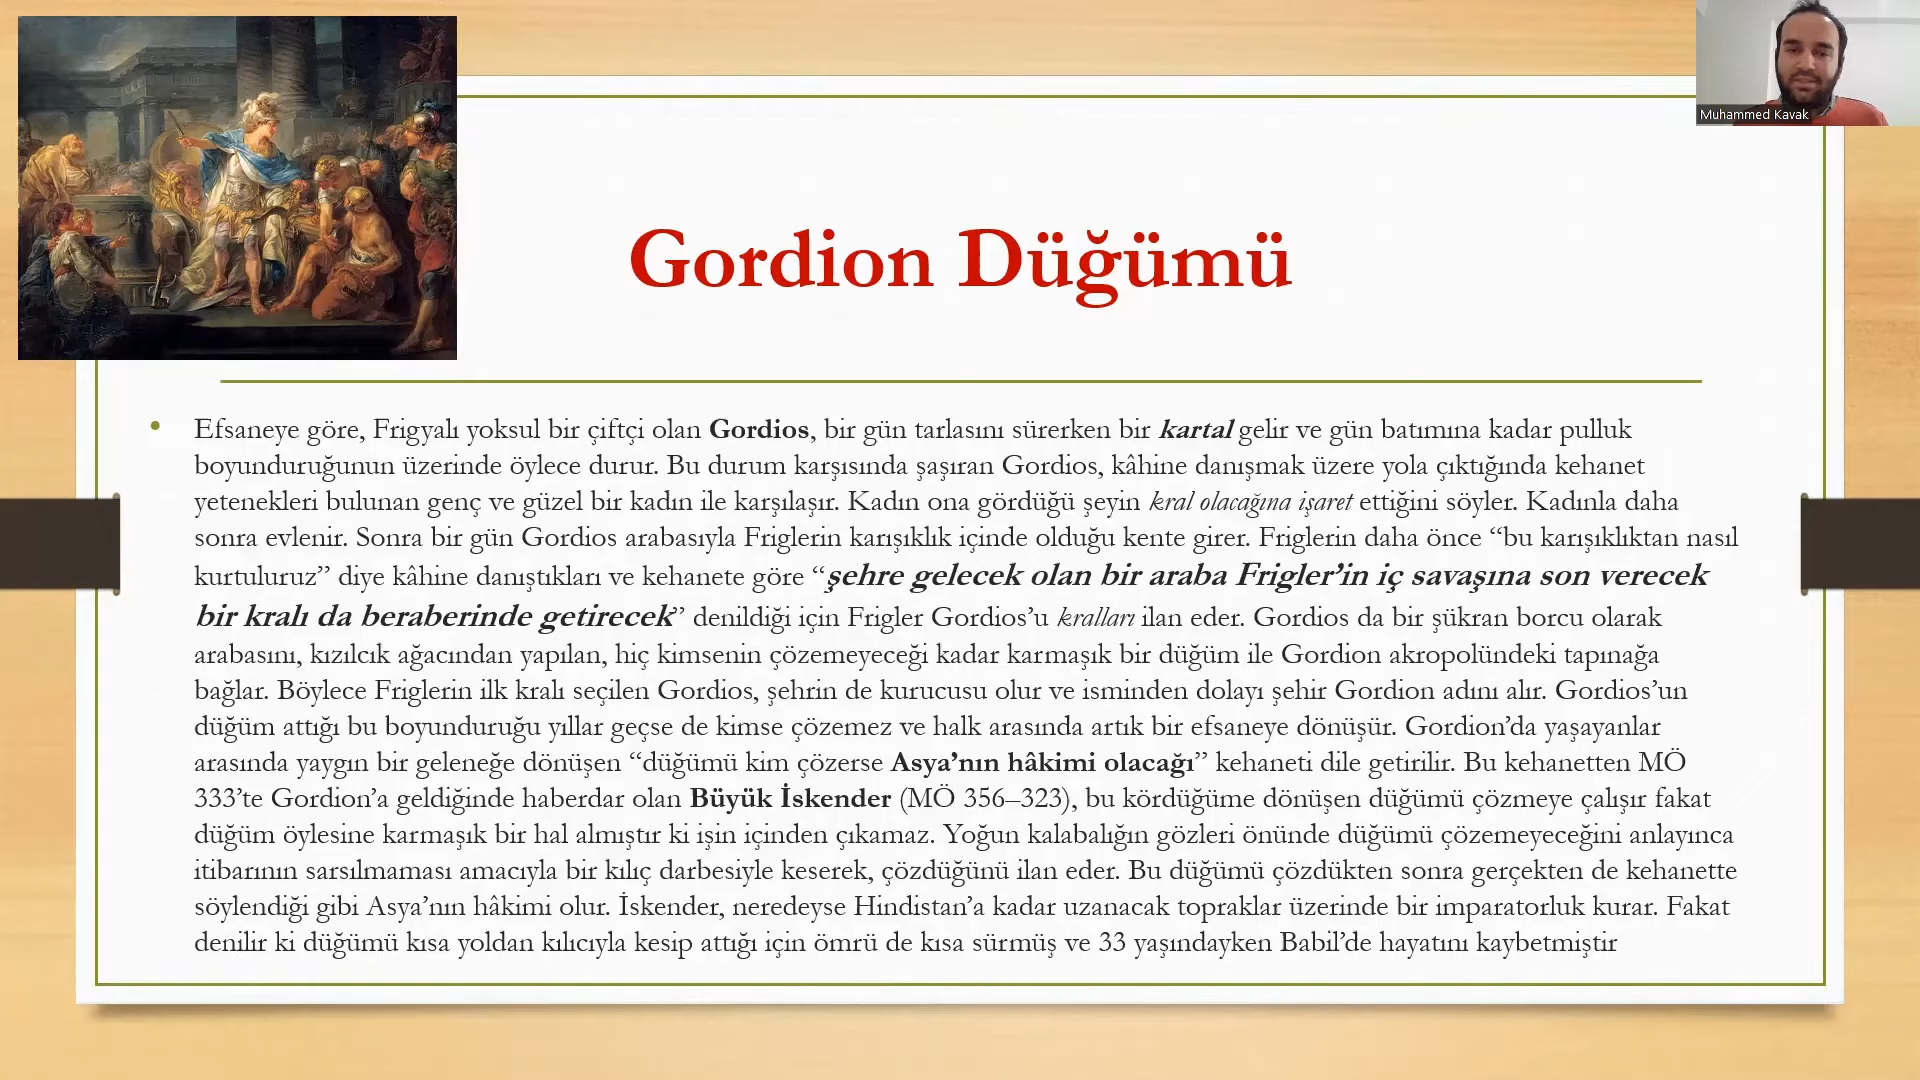 Muhammed Kavak
Gordion Düğümü
• Efsaneye göre, Frigyalı yoksul bir çiftçi olan Gordios, bir gün tarlasını sürerken bir kartal gelir ve gün batımına kadar pulluk
boyunduruğunun üzerinde öylece durur. Bu durum karşısında şaşıran Gordios, kâhine danışmak üzere yola çıktığında kehanet
yetenekleri bulunan genç ve güzel bir kadın ile karşılaşır. Kadın ona gördüğü şeyin kral olacağına işaret ettiğini söyler. Kadınla daha
sonra evlenir. Sonra bir gün Gordios arabasıyla Friglerin karışıklık içinde olduğu kente girer. Friglerin daha önce “bu karışıklıktan nasıl
kurtuluruz” diye kâhine danıştıkları ve kehanete göre “şehre gelecek olan bir araba Frigler’in iç savaşına son verecek
bir kralı da beraberinde getirecek” denildiği için Frigler Gordios’u kralları ilan eder. Gordios da bir şükran borcu olarak
arabasını, kızılcık ağacından yapılan, hiç kimsenin çözemeyeceği kadar karmaşık bir düğüm ile Gordion akropolündeki tapınağa
bağlar. Böylece Friglerin ilk kralı seçilen Gordios, şehrin de kurucusu olur ve isminden dolayı şehir Gordion adını alır. Gordios’un
düğüm attığı bu boyunduruğu yıllar geçse de kimse çözemez ve halk arasında artık bir efsaneye dönüşür. Gordion’da yaşayanlar
arasında yaygın bir geleneğe dönüşen “düğümü kim çözerse Asya’nın hâkimi olacağı” kehaneti dile getirilir. Bu kehanetten MÖ
333’te Gordion’a geldiğinde haberdar olan Büyük İskender (MÖ 356–323), bu kördüğüme dönüşen düğümü çözmeye çalışır fakat
düğüm öylesine karmaşık bir hal almıştır ki işin içinden çıkamaz. Yoğun kalabalığın gözleri önünde düğümü çözemeyeceğini anlayınca
itibarının sarsılmaması amacıyla bir kılıç darbesiyle keserek, çözdüğünü ilan eder. Bu düğümü çözdükten sonra gerçekten de kehanette
söylendiği gibi Asya’nın hâkimi olur. İskender, neredeyse Hindistan’a kadar uzanacak topraklar üzerinde bir imparatorluk kurar. Fakat
denilir ki düğümü kısa yoldan kılıcıyla kesip attığı için ömrü de kısa sürmüş ve 33 yaşındayken Babil’de hayatını kaybetmiştir